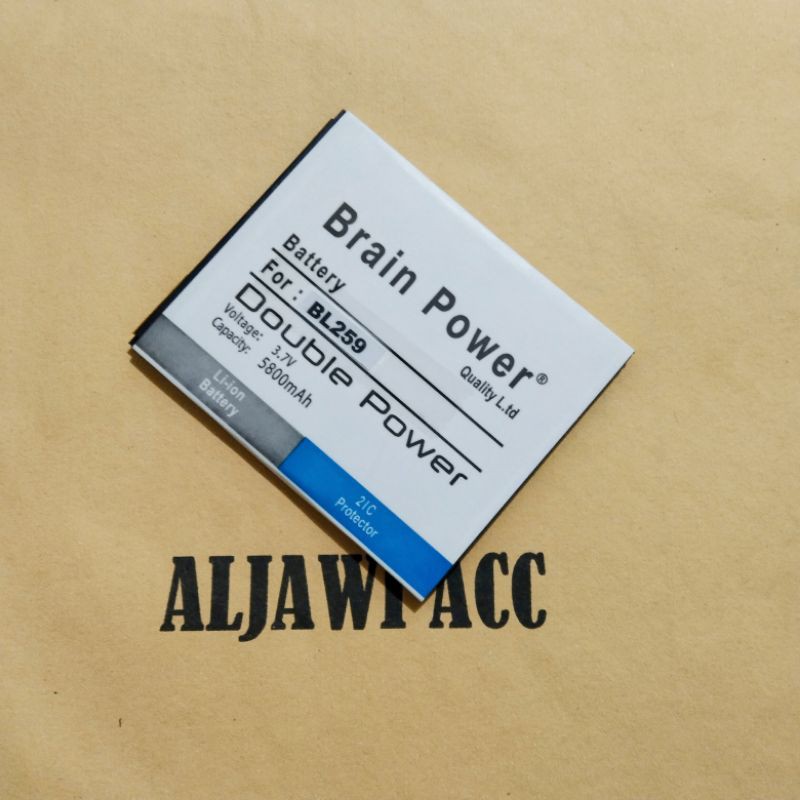 Brain Power®
Quality L.td
Battery
For : BL259
Double Power
Voltage: 3.7V
Capacity: 5800mAh
Li-ion
Battery
2IC
Protector
ALJAWI ACC